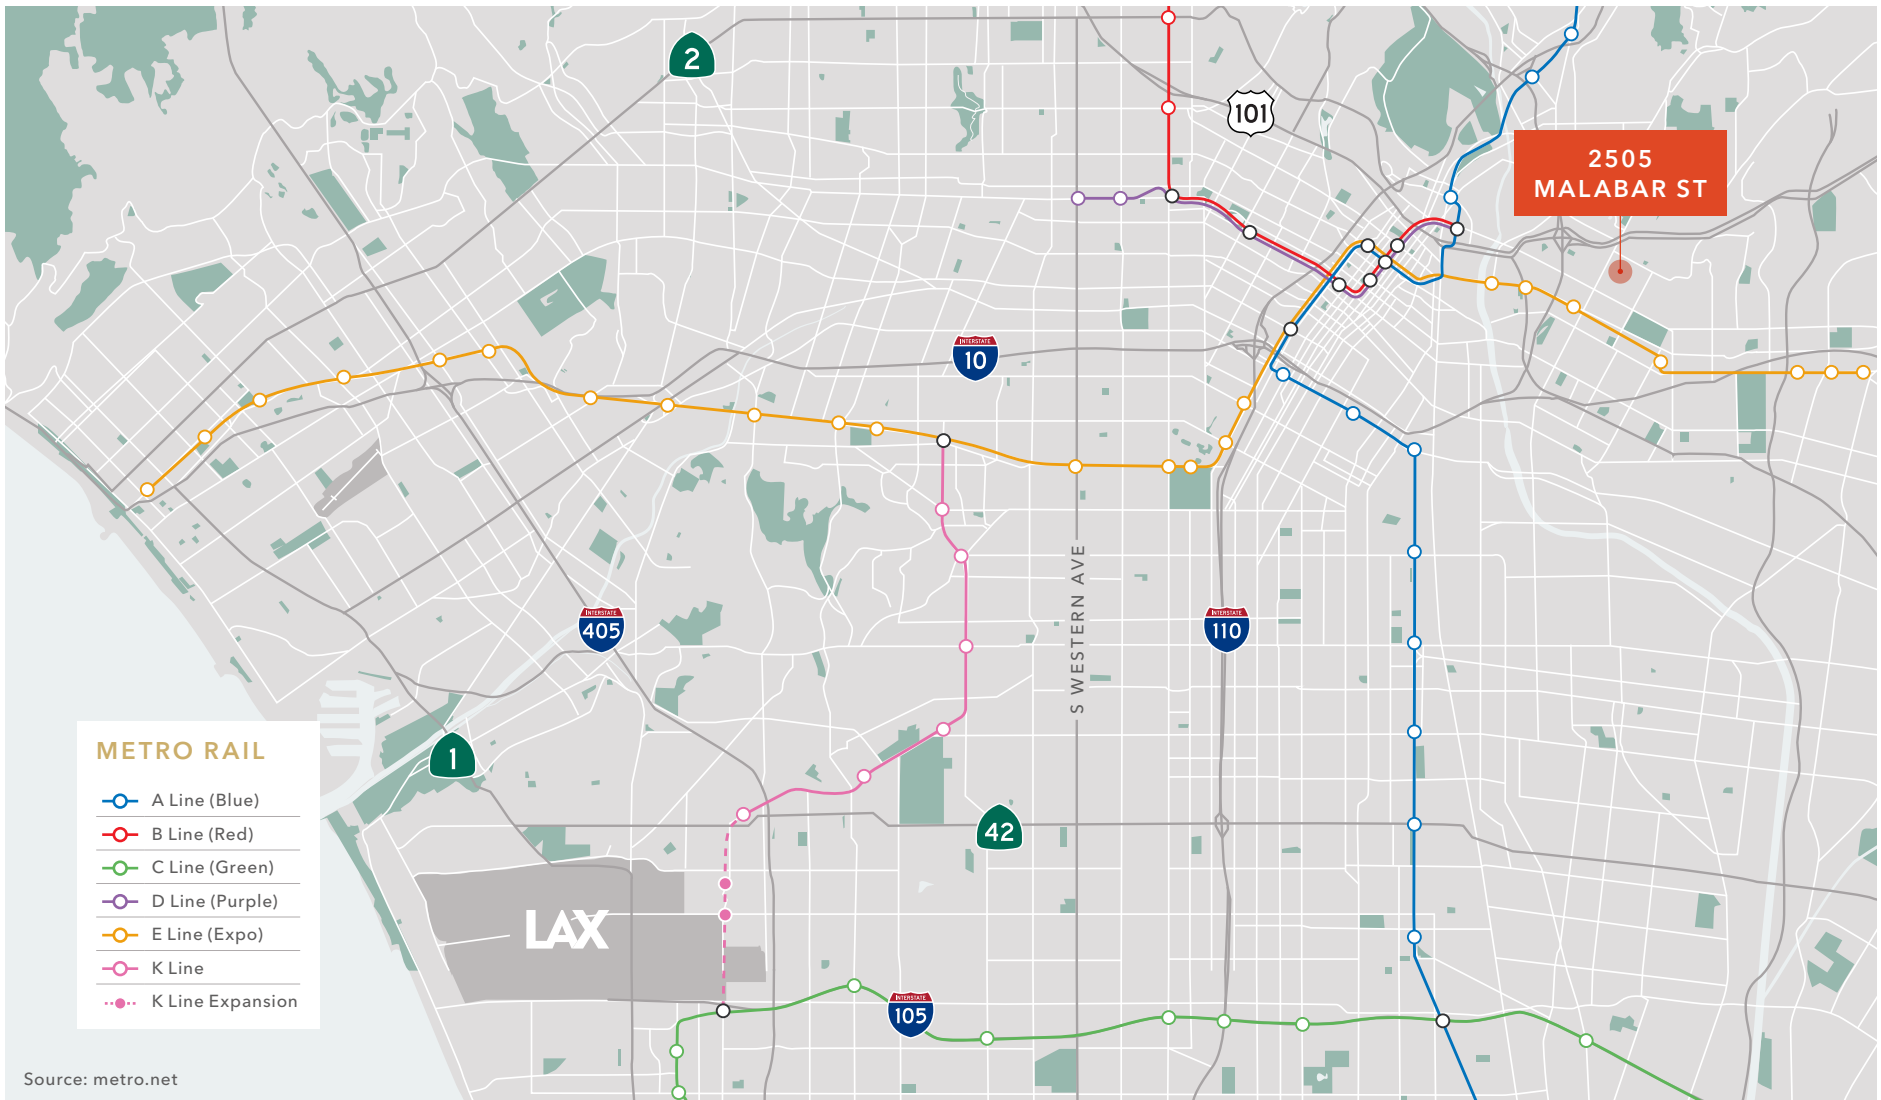 2
101
2505
MALABAR ST
INTERSTATE
10
S WESTERN AVE
INTERSTATE
405
INTERSTATE
110
METRO RAIL
A Line (Blue)
B Line (Red)
C Line (Green)
D Line (Purple)
E Line (Expo)
K Line
K Line Expansion
1
42
LAX
INTERSTATE
105
Source: metro.net